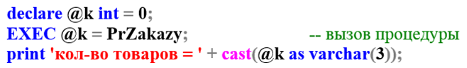 declare @k int = 0;
EXEC @k = PrZakazy; -- вызов процедуры
print 'кол-во товаров = ' + cast(@k as varchar(3));